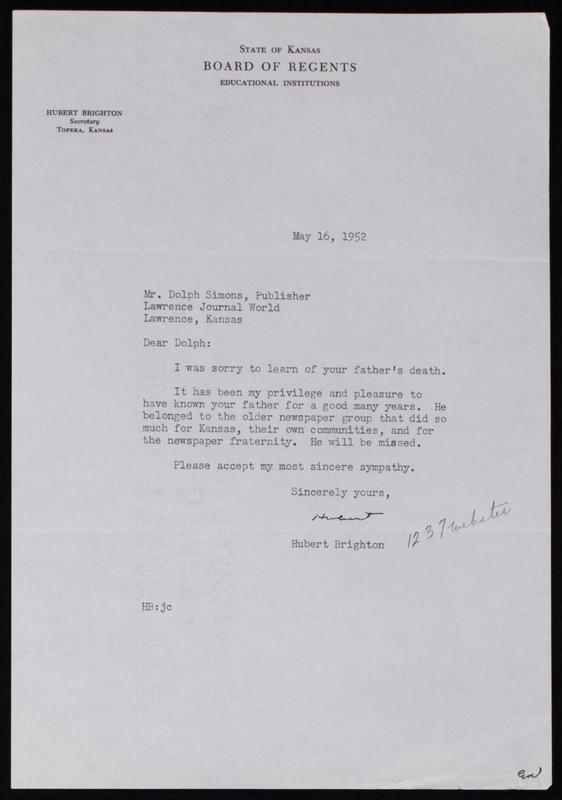 State of Kansas
BOARD OF REGENTS
EDUCATIONAL INSTITUTIONS
HUBERT BRIGHTON
Secretary
Topeka, Kansas
May 16, 1952
Mr. Dolph Simons, Publisher
Lawrence Journal World
Lawrence, Kansas
Dear Dolph:
I was sorry to learn of your father's death.
It has been my privilege and pleasure to
have known your father for a good many years. He
belonged to the older newspaper group that did so
much for Kansas, their own communities, and for
the newspaper fraternity. He will be missed.
Please accept my most sincere sympathy.
Sincerely yours,
Hubert
Hubert Brighton
1237 webster
HB:jc